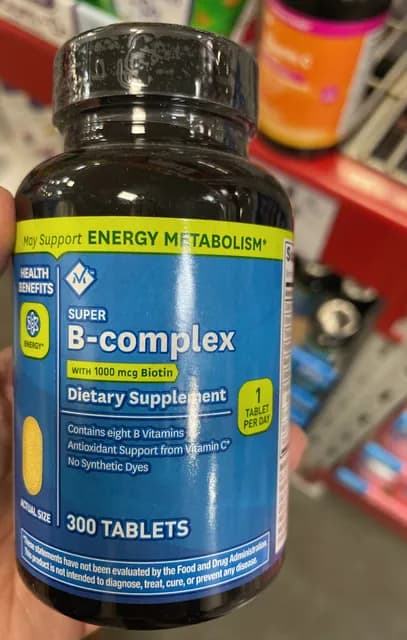 May Support ENERGY METABOLISM*
HEALTH
BENEFITS
ENERGY*
M
SUPER
B-complex
WITH 1000 mcg Biotin
Dietary Supplement
1
TABLET
PER DAY
Contains eight B Vitamins
Antioxidant Support from Vitamin C*
No Synthetic Dyes
ACTUAL SIZE
300 TABLETS
*These statements have not been evaluated by the Food and Drug Administration.
This product is not intended to diagnose, treat, cure, or prevent any disease.